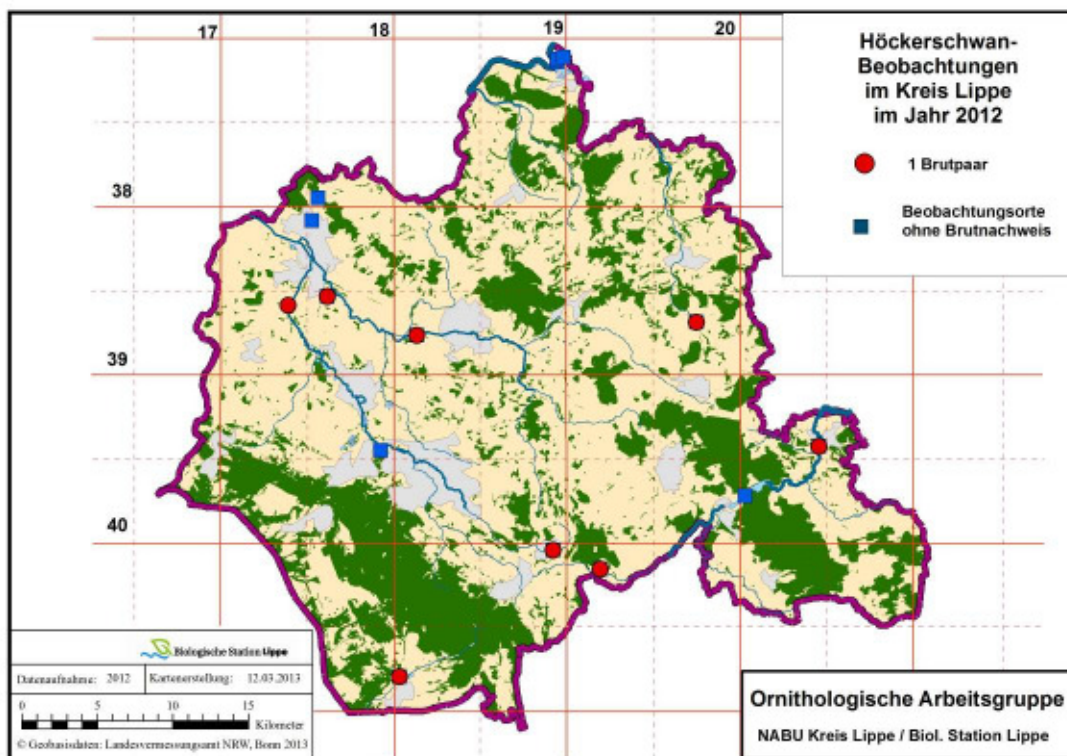 17 18 19 20
Höckerschwan-
Beobachtungen
im Kreis Lippe
im Jahr 2012
1 Brutpaar
Beobachtungsorte
ohne Brutnachweis
38
39
40
Biologische Station Lippe
Datenaufnahme: 2012 Kartenerstellung: 12.03.2013
0 5 10 15
Kilometer
© Geobasisdaten: Landesvermessungsamt NRW, Bonn 2013
Ornithologische Arbeitsgruppe
NABU Kreis Lippe / Biol. Station Lippe